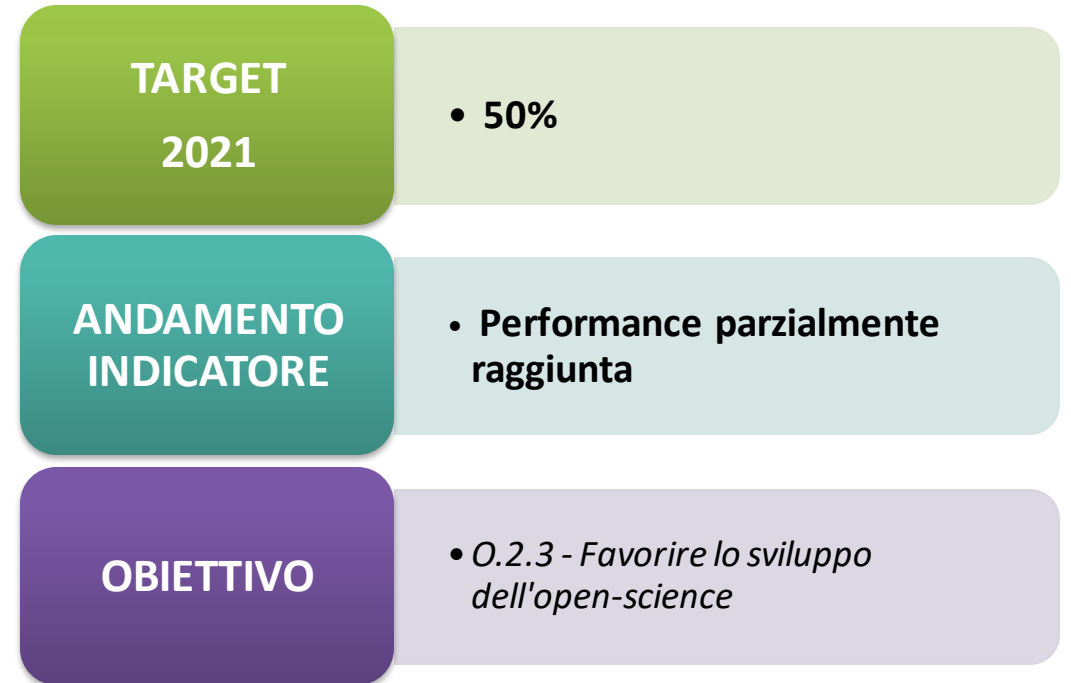 TARGET
2021
• 50%
ANDAMENTO
INDICATORE
• Performance parzialmente
raggiunta
OBIETTIVO
• O.2.3 - Favorire lo sviluppo
dell'open-science